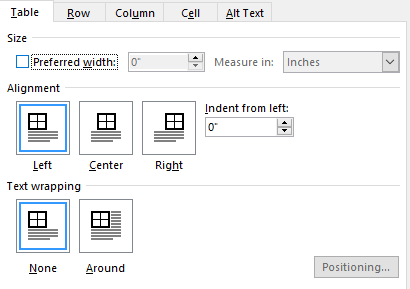 Table Row Column Cell Alt Text
Size
Preferred width: 0" Measure in: Inches
Alignment
Indent from left:
0"
Left Center Right
Text wrapping
None Around
Positioning...